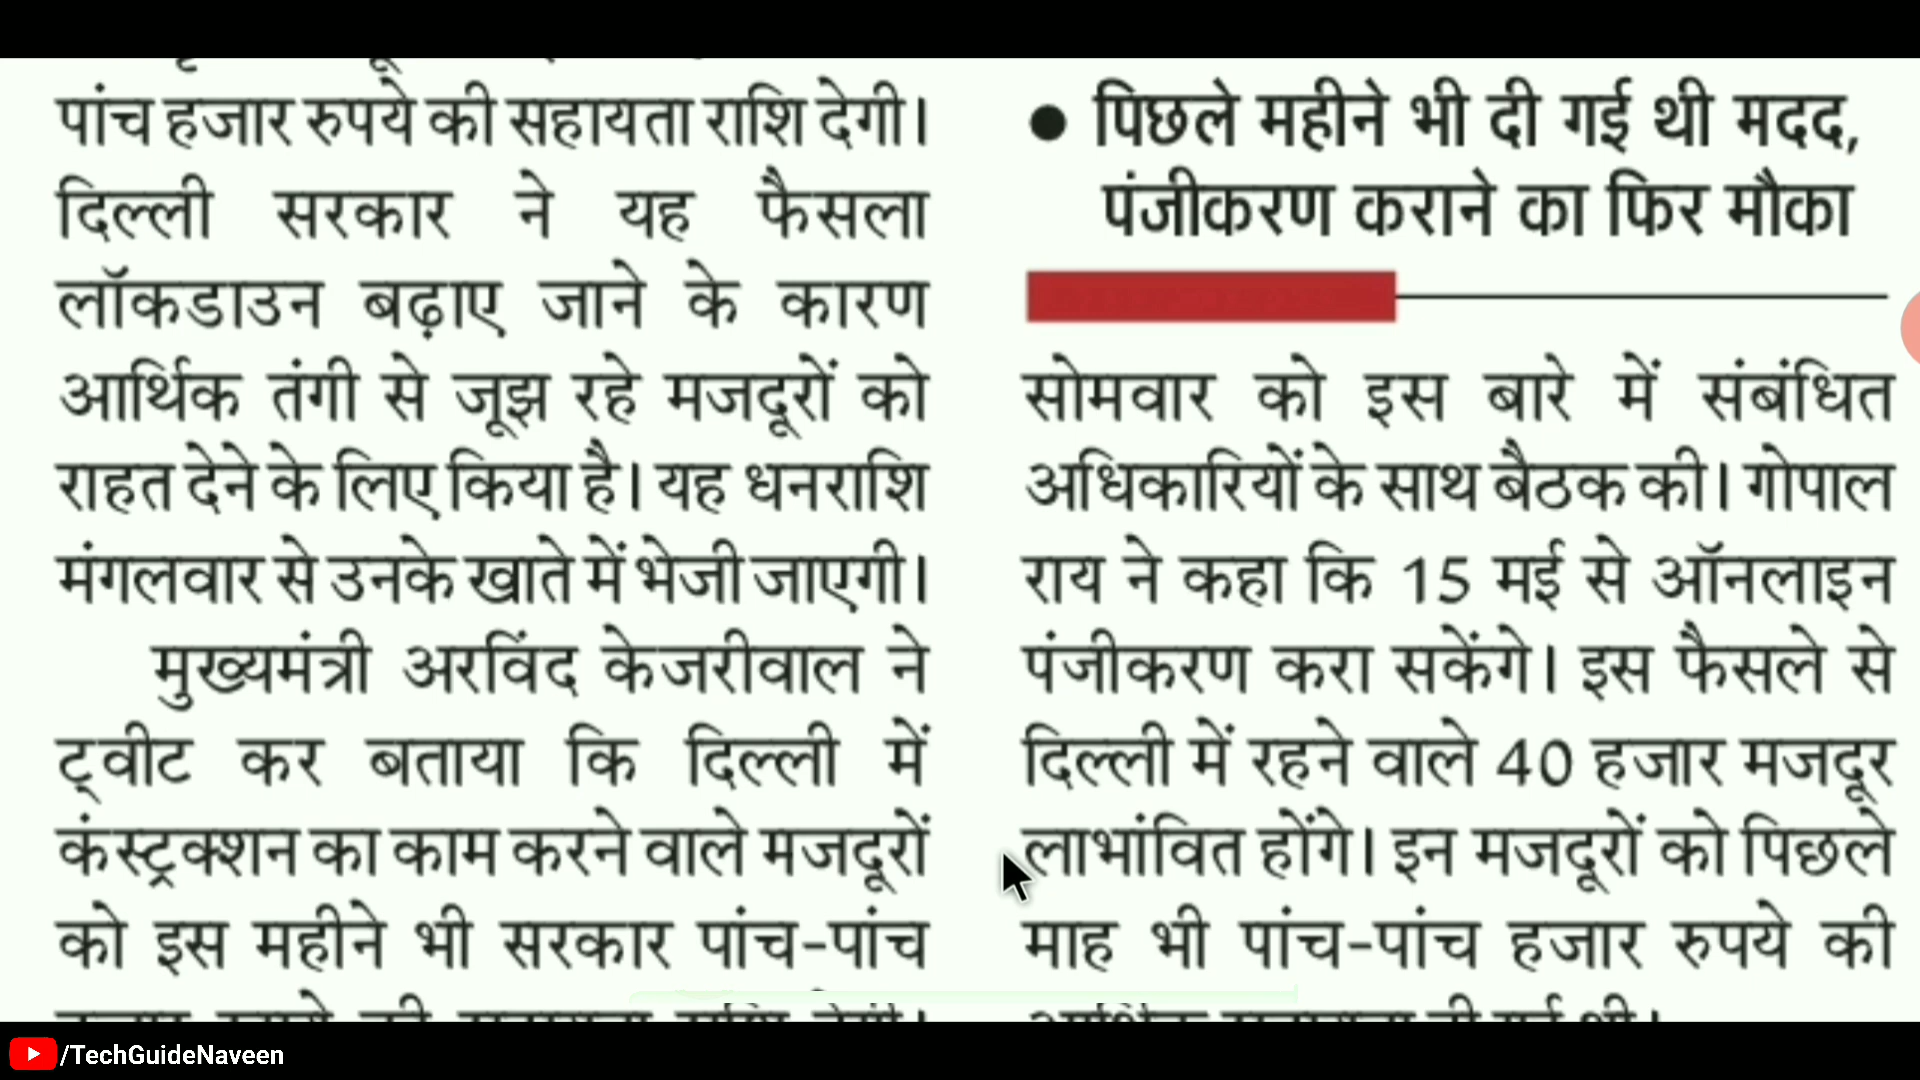 पांच हजार रुपये की सहायता राशि देगी।
दिल्ली सरकार ने यह फैसला
लॉकडाउन बढ़ाए जाने के कारण
आर्थिक तंगी से जूझ रहे मजदूरों को
राहत देने के लिए किया है। यह धनराशि
मंगलवार से उनके खाते में भेजी जाएगी।
मुख्यमंत्री अरविंद केजरीवाल ने
ट्वीट कर बताया कि दिल्ली में
कंस्ट्रक्शन का काम करने वाले मजदूरों
को इस महीने भी सरकार पांच-पांच
● पिछले महीने भी दी गई थी मदद,
पंजीकरण कराने का फिर मौका
सोमवार को इस बारे में संबंधित
अधिकारियों के साथ बैठक की। गोपाल
राय ने कहा कि 15 मई से ऑनलाइन
पंजीकरण करा सकेंगे। इस फैसले से
दिल्ली में रहने वाले 40 हजार मजदूर
लाभांवित होंगे। इन मजदूरों को पिछले
माह भी पांच-पांच हजार रुपये की
/TechGuideNaveen